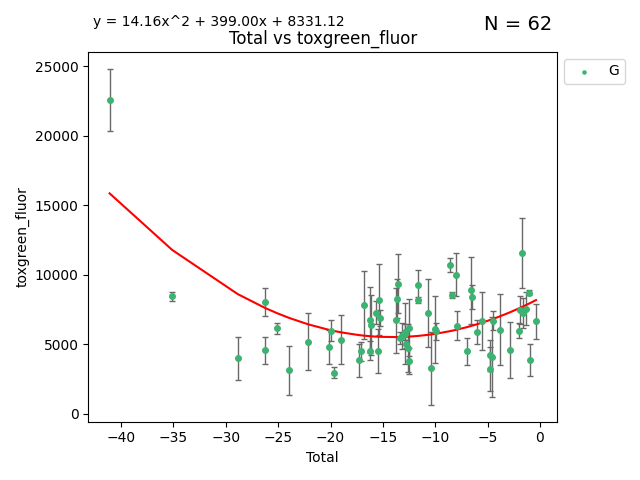 y = 14.16x^2 + 399.00x + 8331.12
N = 62
Total vs toxgreen_fluor
G
25000
20000
15000
10000
5000
0
toxgreen_fluor
−40 −35 −30 −25 −20 −15 −10 −5 0
Total